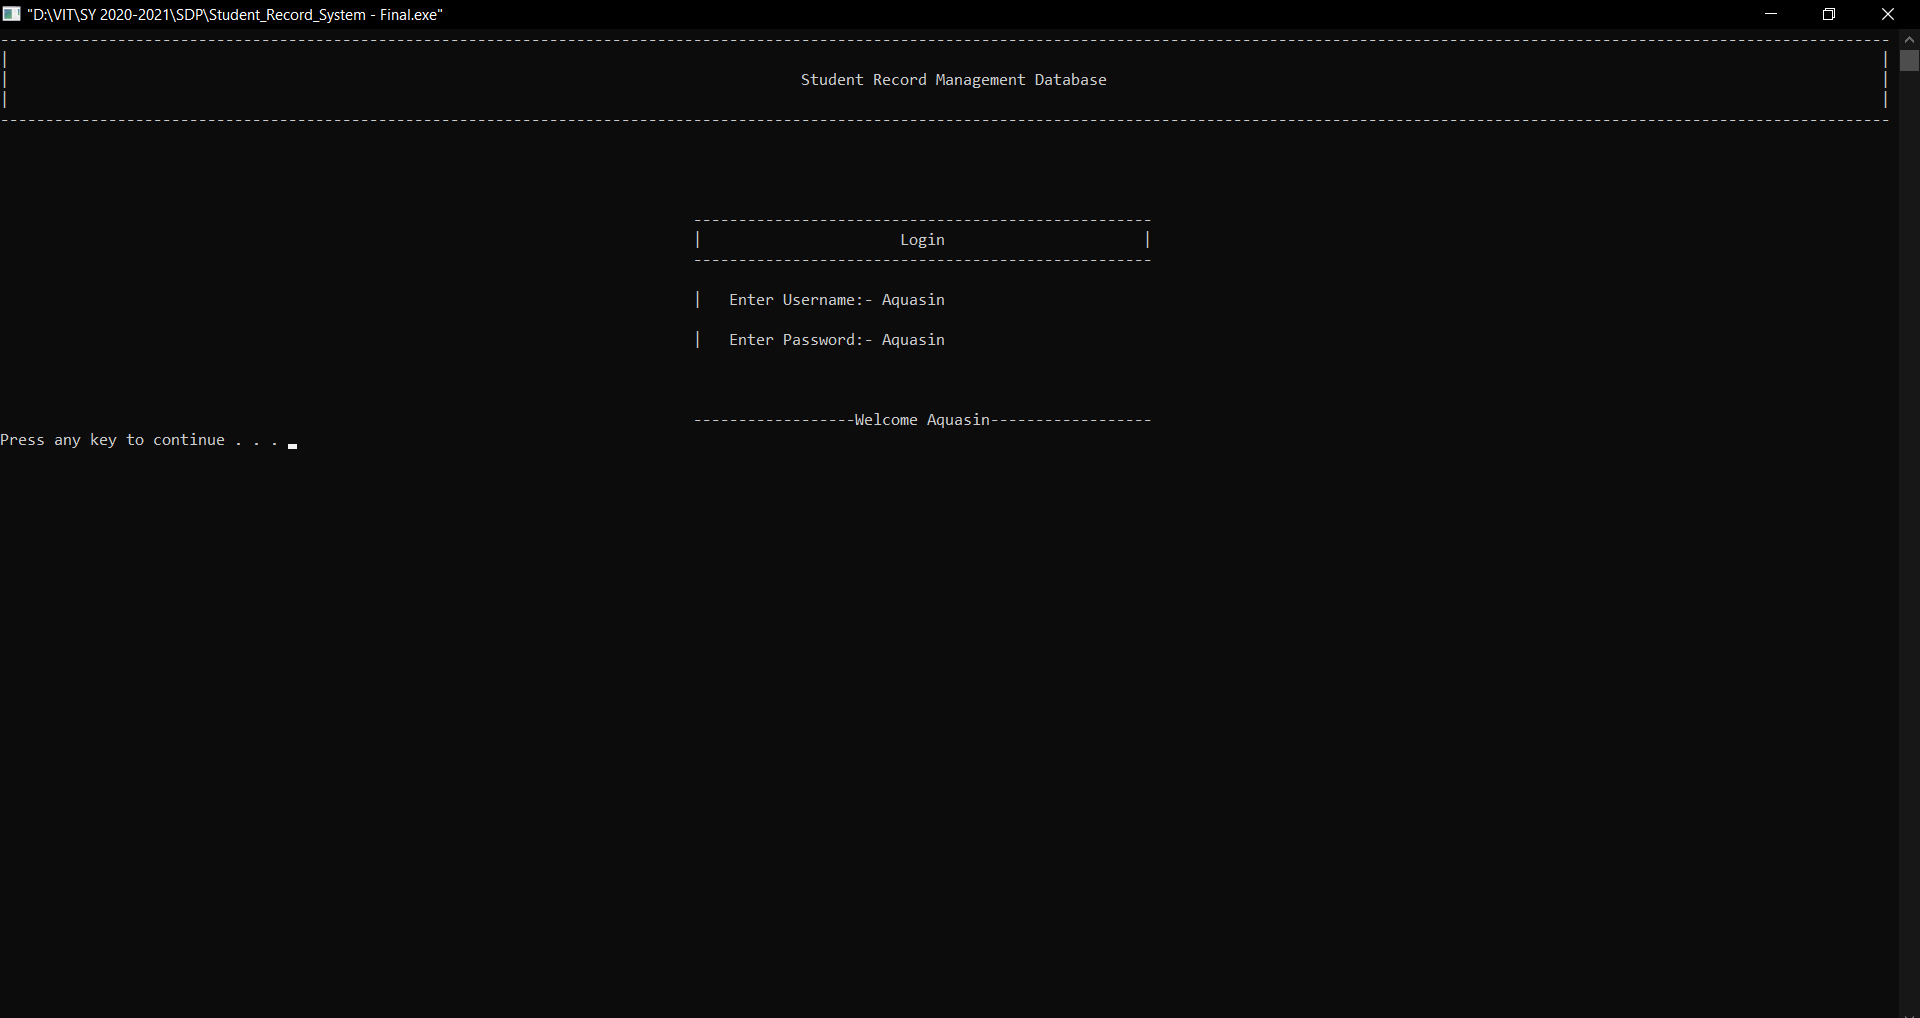 "D:\VIT\SY 2020-2021\SDP\Student_Record_System - Final.exe"
Student Record Management Database
Login
| Enter Username:- Aquasin
| Enter Password:- Aquasin
------------------Welcome Aquasin------------------
Press any key to continue . . .